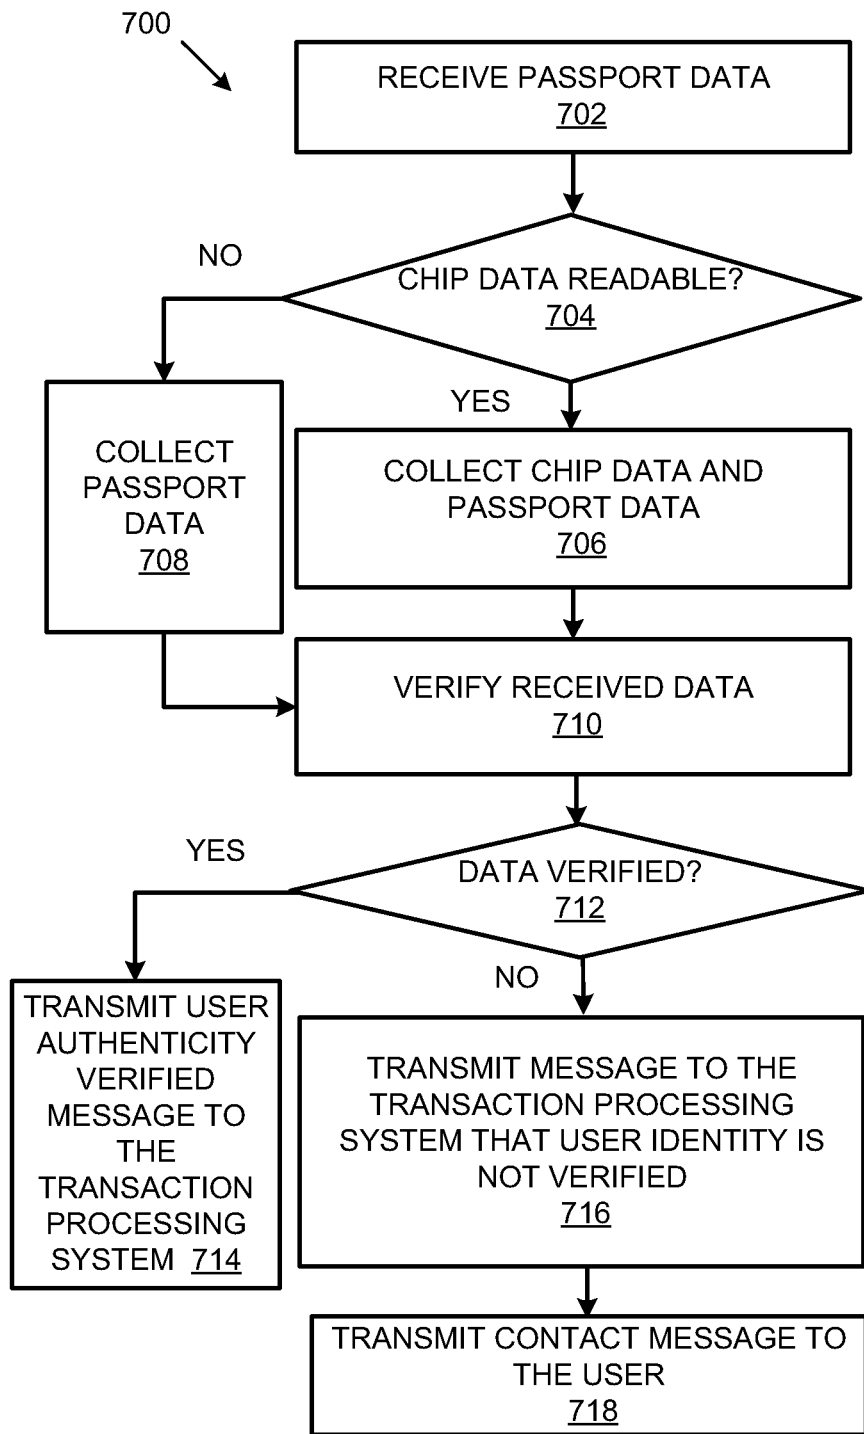 700
RECEIVE PASSPORT DATA
702
NO
CHIP DATA READABLE?
704
YES
COLLECT
PASSPORT
DATA
708
COLLECT CHIP DATA AND
PASSPORT DATA
706
VERIFY RECEIVED DATA
710
YES
DATA VERIFIED?
712
NO
TRANSMIT USER
AUTHENTICITY
VERIFIED
MESSAGE TO
THE
TRANSACTION
PROCESSING
SYSTEM 714
TRANSMIT MESSAGE TO THE
TRANSACTION PROCESSING
SYSTEM THAT USER IDENTITY IS
NOT VERIFIED
716
TRANSMIT CONTACT MESSAGE TO
THE USER
718